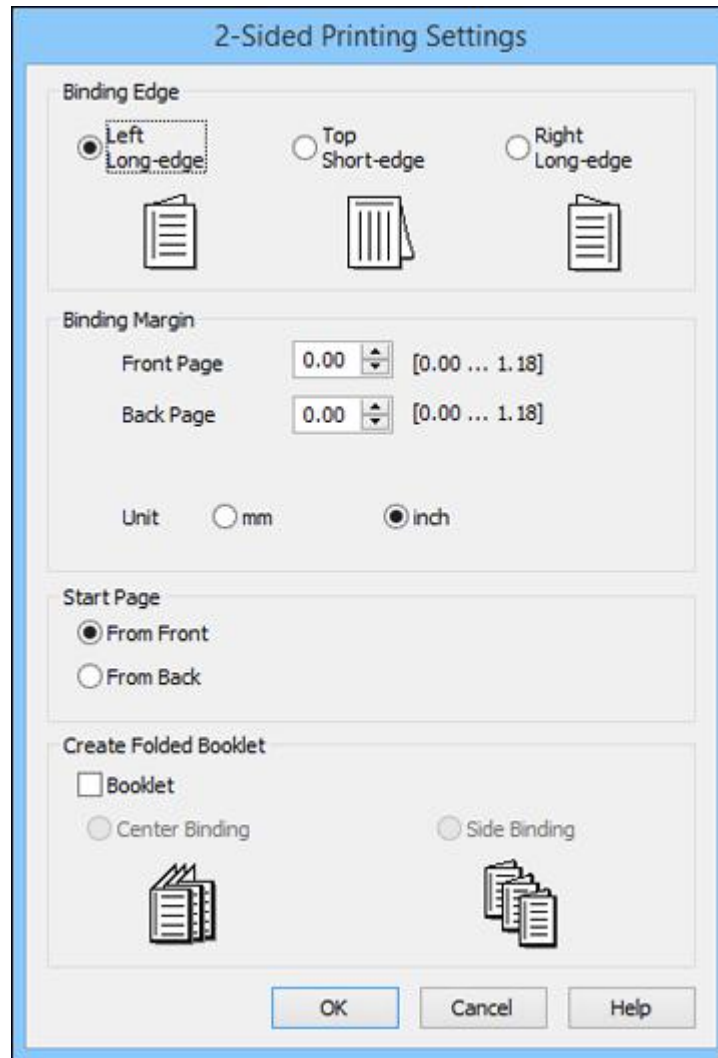 2-Sided Printing Settings
Binding Edge
Left
Long-edge
Top
Short-edge
Right
Long-edge
Binding Margin
Front Page 0.00 [0.00 ... 1.18]
Back Page 0.00 [0.00 ... 1.18]
Unit mm inch
Start Page
From Front
From Back
Create Folded Booklet
Booklet
Center Binding Side Binding
OK Cancel Help